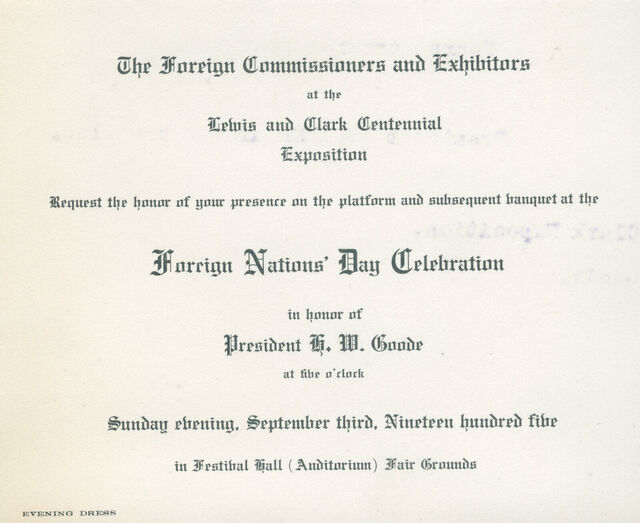 The Foreign Commissioners and Exhibitors
at the
Lewis and Clark Centennial
Exposition
Request the honor of your presence on the platform and subsequent banquet at the
Foreign Nations' Day Celebration
in honor of
President H. W. Goode
at five o'clock
Sunday evening, September third, Nineteen hundred five
in Festival Hall (Auditorium) Fair Grounds
EVENING DRESS